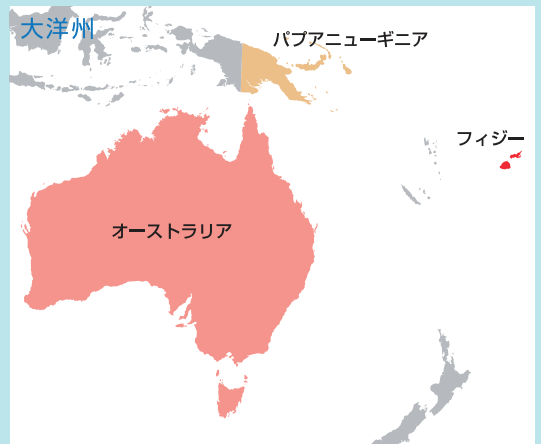 大洋州
パプアニューギニア
フィジー
オーストラリア